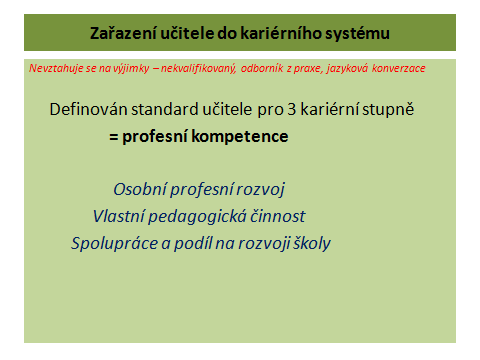 Zařazení učitele do kariérního systému
Nevztahuje se na výjimky – nekvalifikovaný, odborník z praxe, jazyková konverzace
Definován standard učitele pro 3 kariérní stupně
= profesní kompetence
Osobní profesní rozvoj
Vlastní pedagogická činnost
Spolupráce a podíl na rozvoji školy